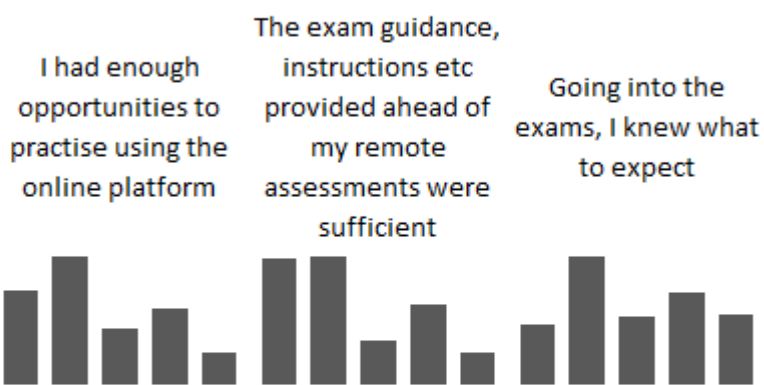 I had enough
opportunities to
practise using the
online platform
The exam guidance,
instructions etc
provided ahead of
my remote
assessments were
sufficient
Going into the
exams, I knew what
to expect